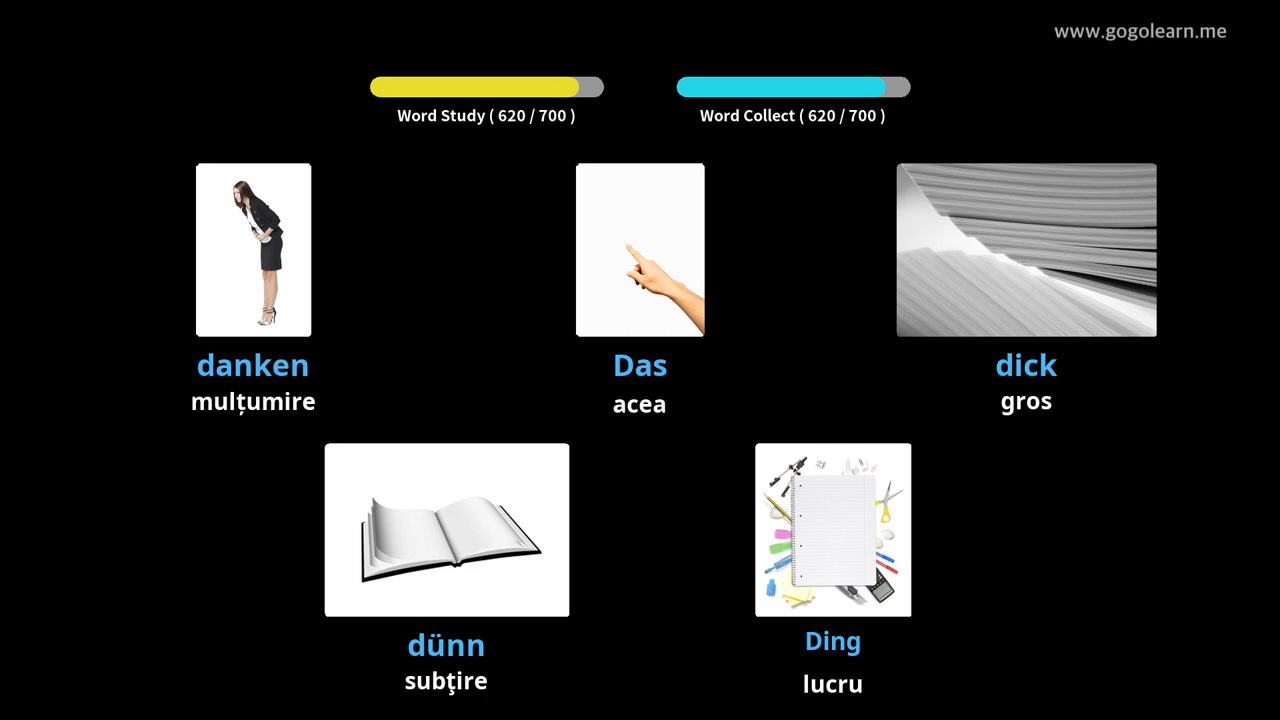 www.gogolearn.me
Word Study ( 620 / 700 )
Word Collect ( 620 / 700 )
danken
mulțumire
Das
acea
dick
gros
dünn
subţire
Ding
lucru